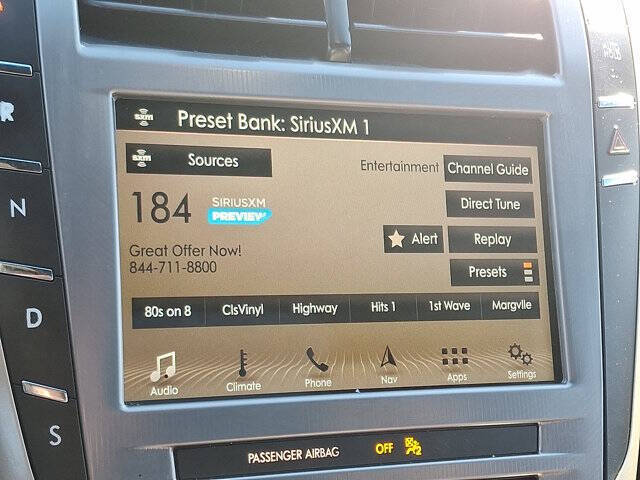 sxm Preset Bank: SiriusXM 1
sxm Sources
Entertainment
Channel Guide
184
SIRIUSXM
PREVIEW
Direct Tune
Alert
Replay
Great Offer Now!
844-711-8800
Presets
80s on 8 ClsVinyl Highway Hits 1 1st Wave Margvlle
Audio Climate Phone Nav Apps Settings
R
N
D
S
PASSENGER AIRBAG OFF 2